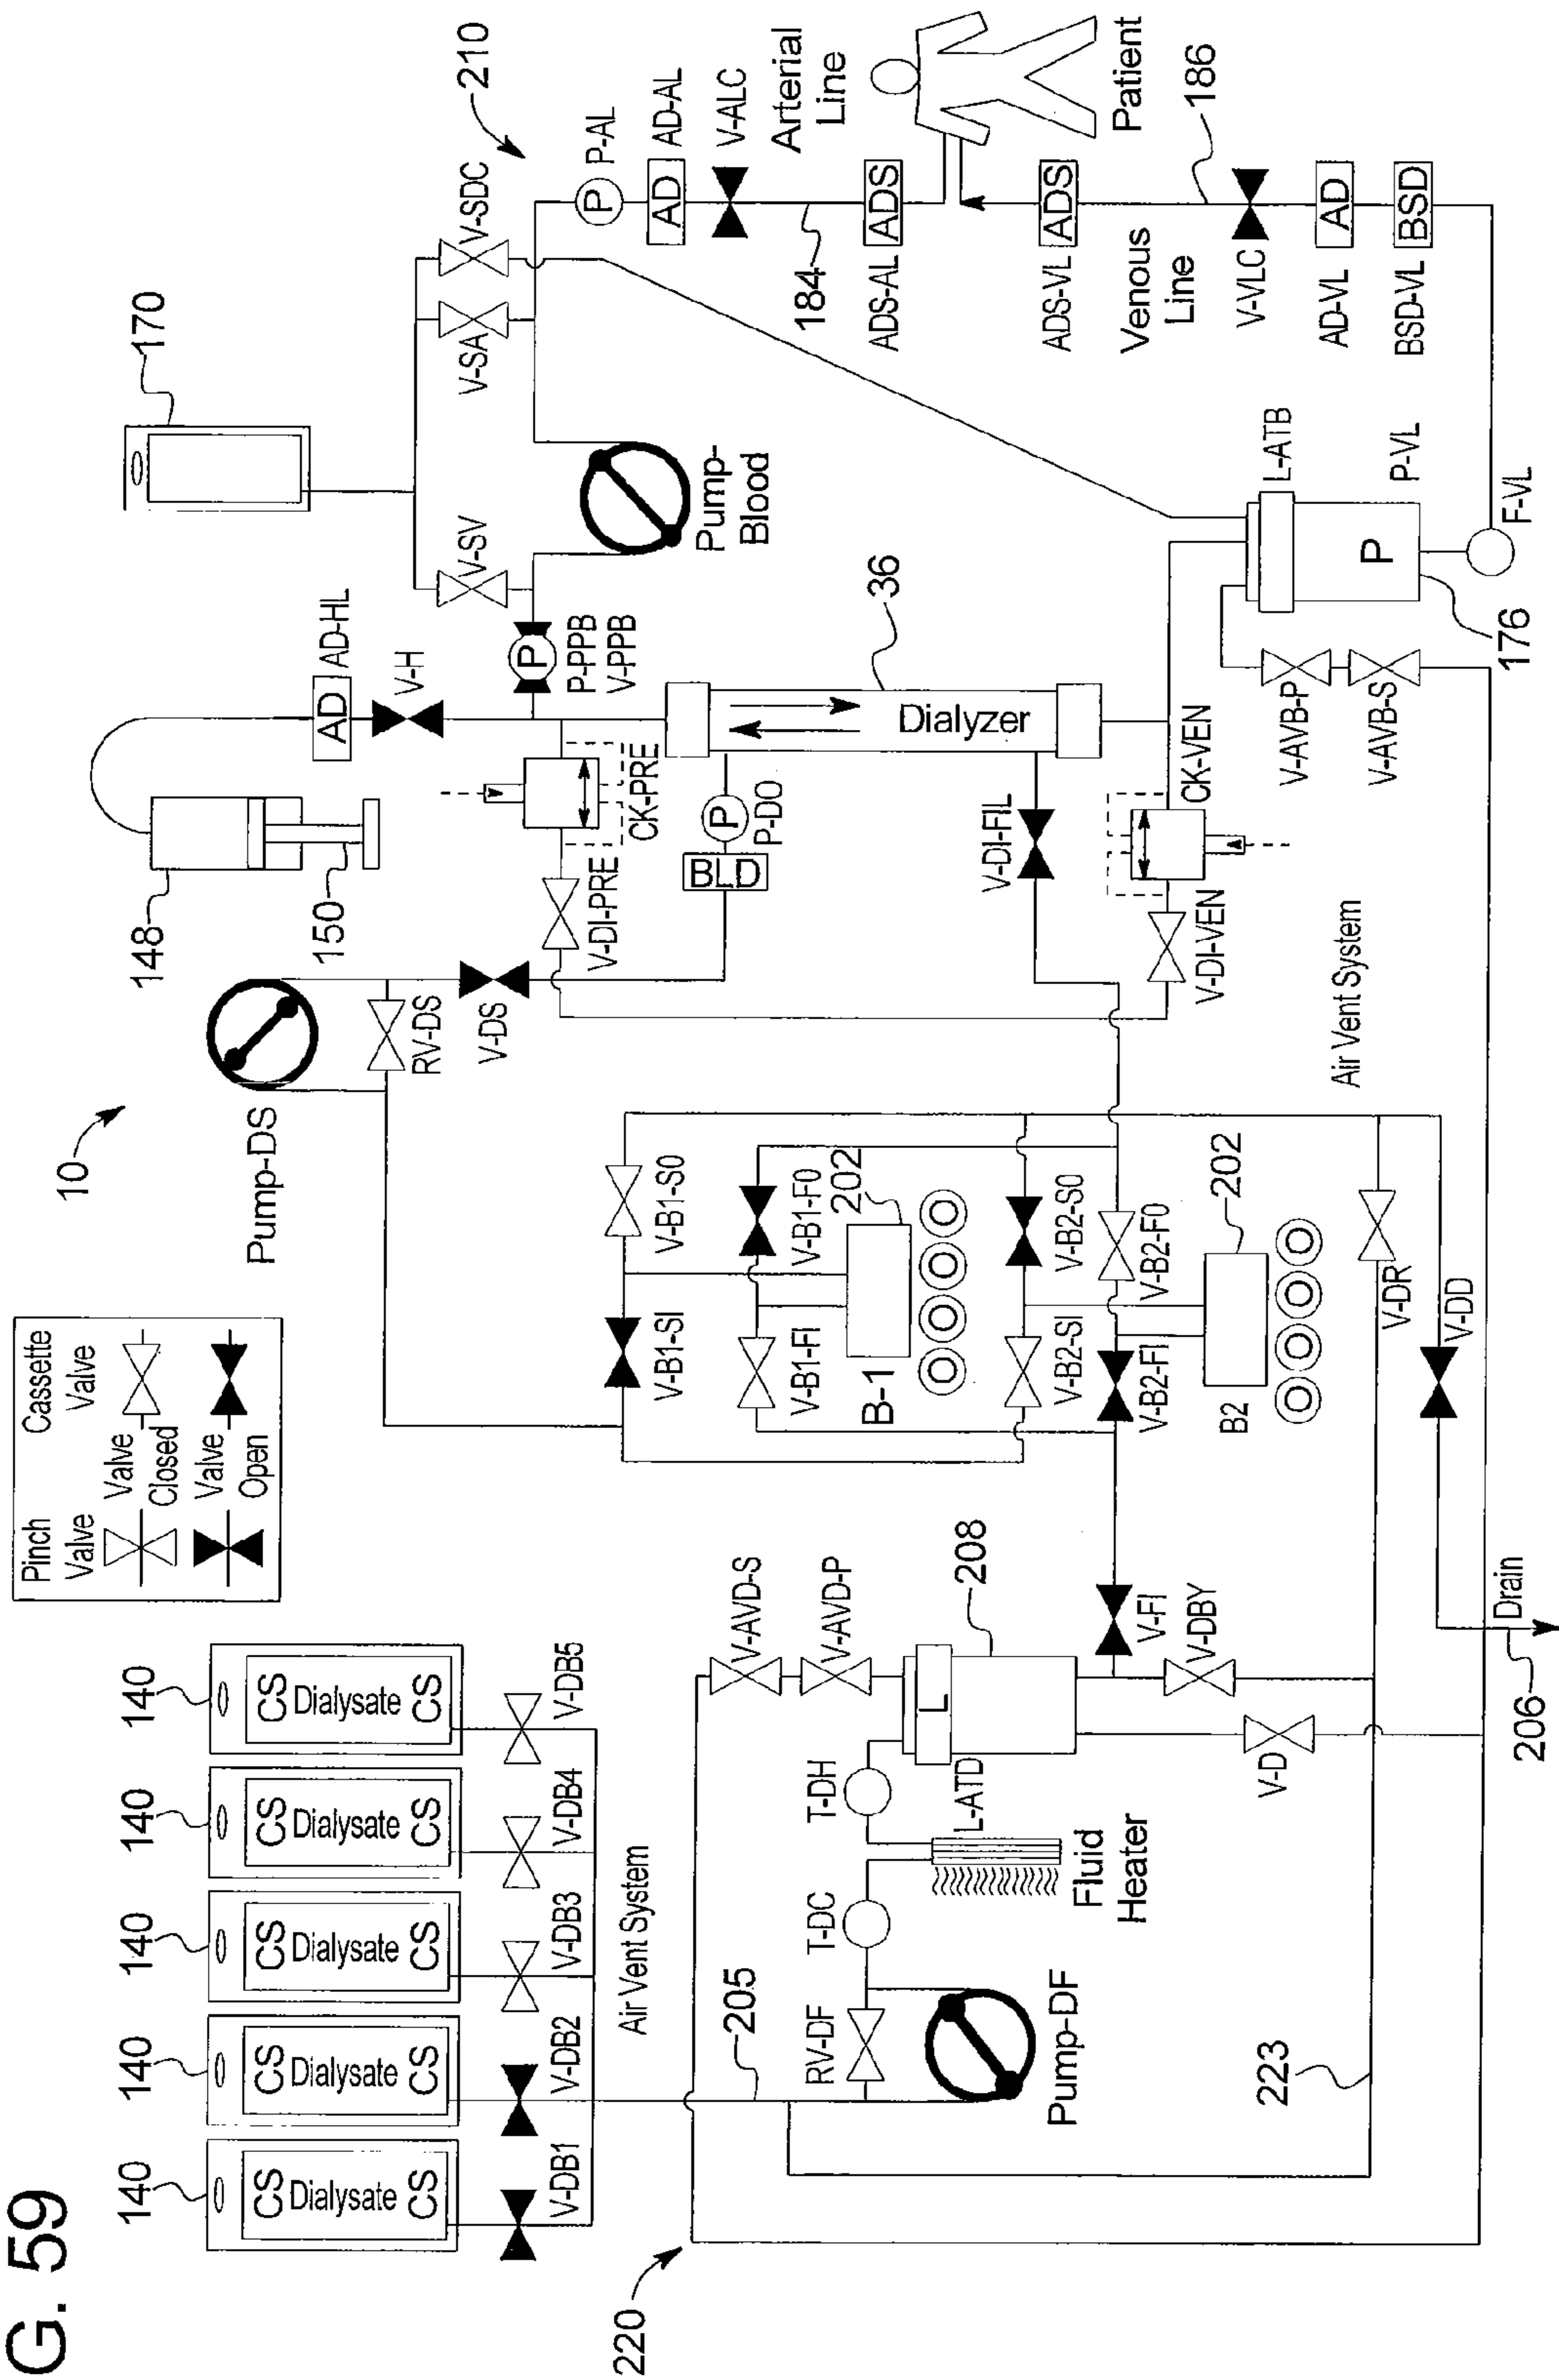 G. 59
Pinch Valve
Cassette Valve
Valve Closed
Valve Open
10
140
140
140
140
140
CS Dialysate CS
CS Dialysate CS
CS Dialysate CS
CS Dialysate CS
CS Dialysate CS
V-DB1
V-DB2
V-DB3
V-DB4
V-DB5
Air Vent System
220
205
RV-DF
Pump-DF
T-DC
T-DH
Fluid Heater
L-ATD
L
208
V-AVD-S
V-AVD-P
V-FI
V-DBY
V-D
223
206
Drain
V-DD
V-DR
Pump-DS
RV-DS
V-DS
V-B1-SI
V-B1-S0
V-B1-FI
V-B1-F0
B-1
202
V-B2-SI
V-B2-S0
V-B2-FI
V-B2-F0
B2
202
148
150
AD
AD-HL
V-H
V-DI-PRE
CK-PRE
BLD
P
P-DO
V-DI-FIL
V-DI-VEN
CK-VEN
Air Vent System
Dialyzer
36
P
P-PPB
V-PPB
170
V-SV
V-SA
V-SDC
Pump-Blood
210
P
P-AL
AD
AD-AL
V-ALC
Arterial Line
184
ADS
ADS-AL
Patient
ADS
ADS-VL
Venous Line
186
V-VLC
AD
AD-VL
BSD
BSD-VL
L-ATB
P
P-VL
F-VL
176
V-AVB-P
V-AVB-S